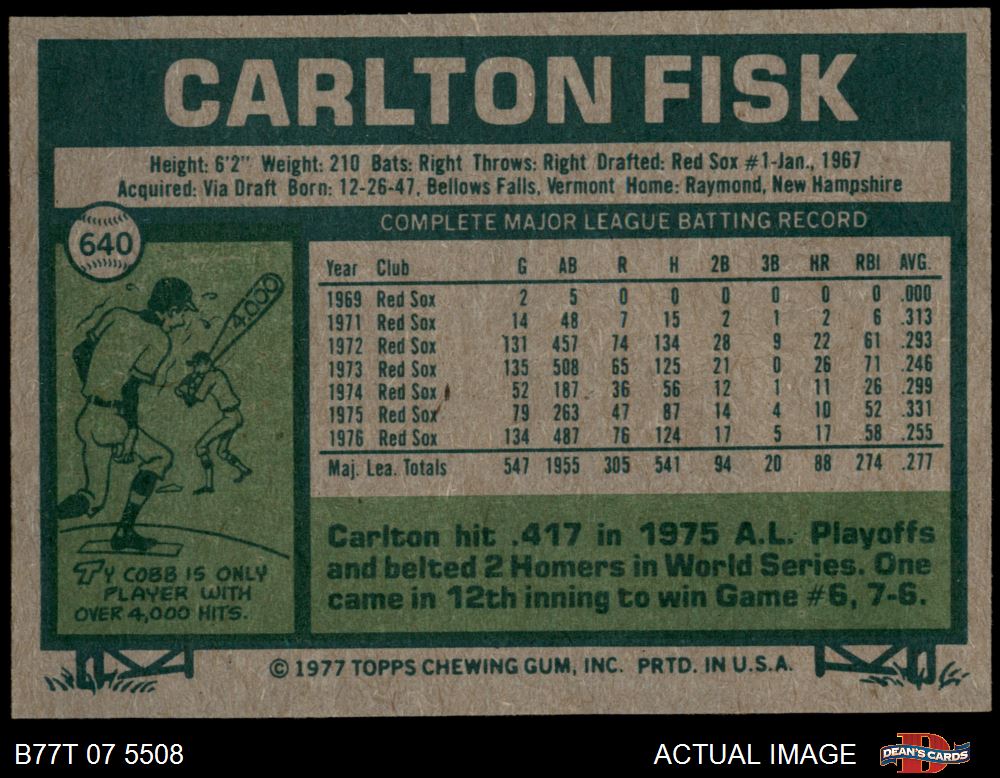 CARLTON FISK
Height: 6'2" Weight: 210 Bats: Right Throws: Right Drafted: Red Sox #1-Jan., 1967
Acquired: Via Draft Born: 12-26-47, Bellows Falls, Vermont Home: Raymond, New Hampshire
640
COMPLETE MAJOR LEAGUE BATTING RECORD
Year Club G AB R H 2B 3B HR RBI AVG.
1969 Red Sox 2 5 0 0 0 0 0 0 .000
1971 Red Sox 14 48 7 15 2 1 2 6 .313
1972 Red Sox 131 457 74 134 28 9 22 61 .293
1973 Red Sox 135 508 65 125 21 0 26 71 .246
1974 Red Sox 52 187 36 56 12 1 11 26 .299
1975 Red Sox 79 263 47 87 14 4 10 52 .331
1976 Red Sox 134 487 76 124 17 5 17 58 .255
Maj. Lea. Totals 547 1955 305 541 94 20 88 274 .277
4,000
TY COBB IS ONLY
PLAYER WITH
OVER 4,000 HITS.
Carlton hit .417 in 1975 A.L. Playoffs
and belted 2 Homers in World Series. One
came in 12th inning to win Game #6, 7-6.
© 1977 TOPPS CHEWING GUM, INC. PRTD. IN U.S.A.
B77T 07 5508
ACTUAL IMAGE
DEAN'S CARDS